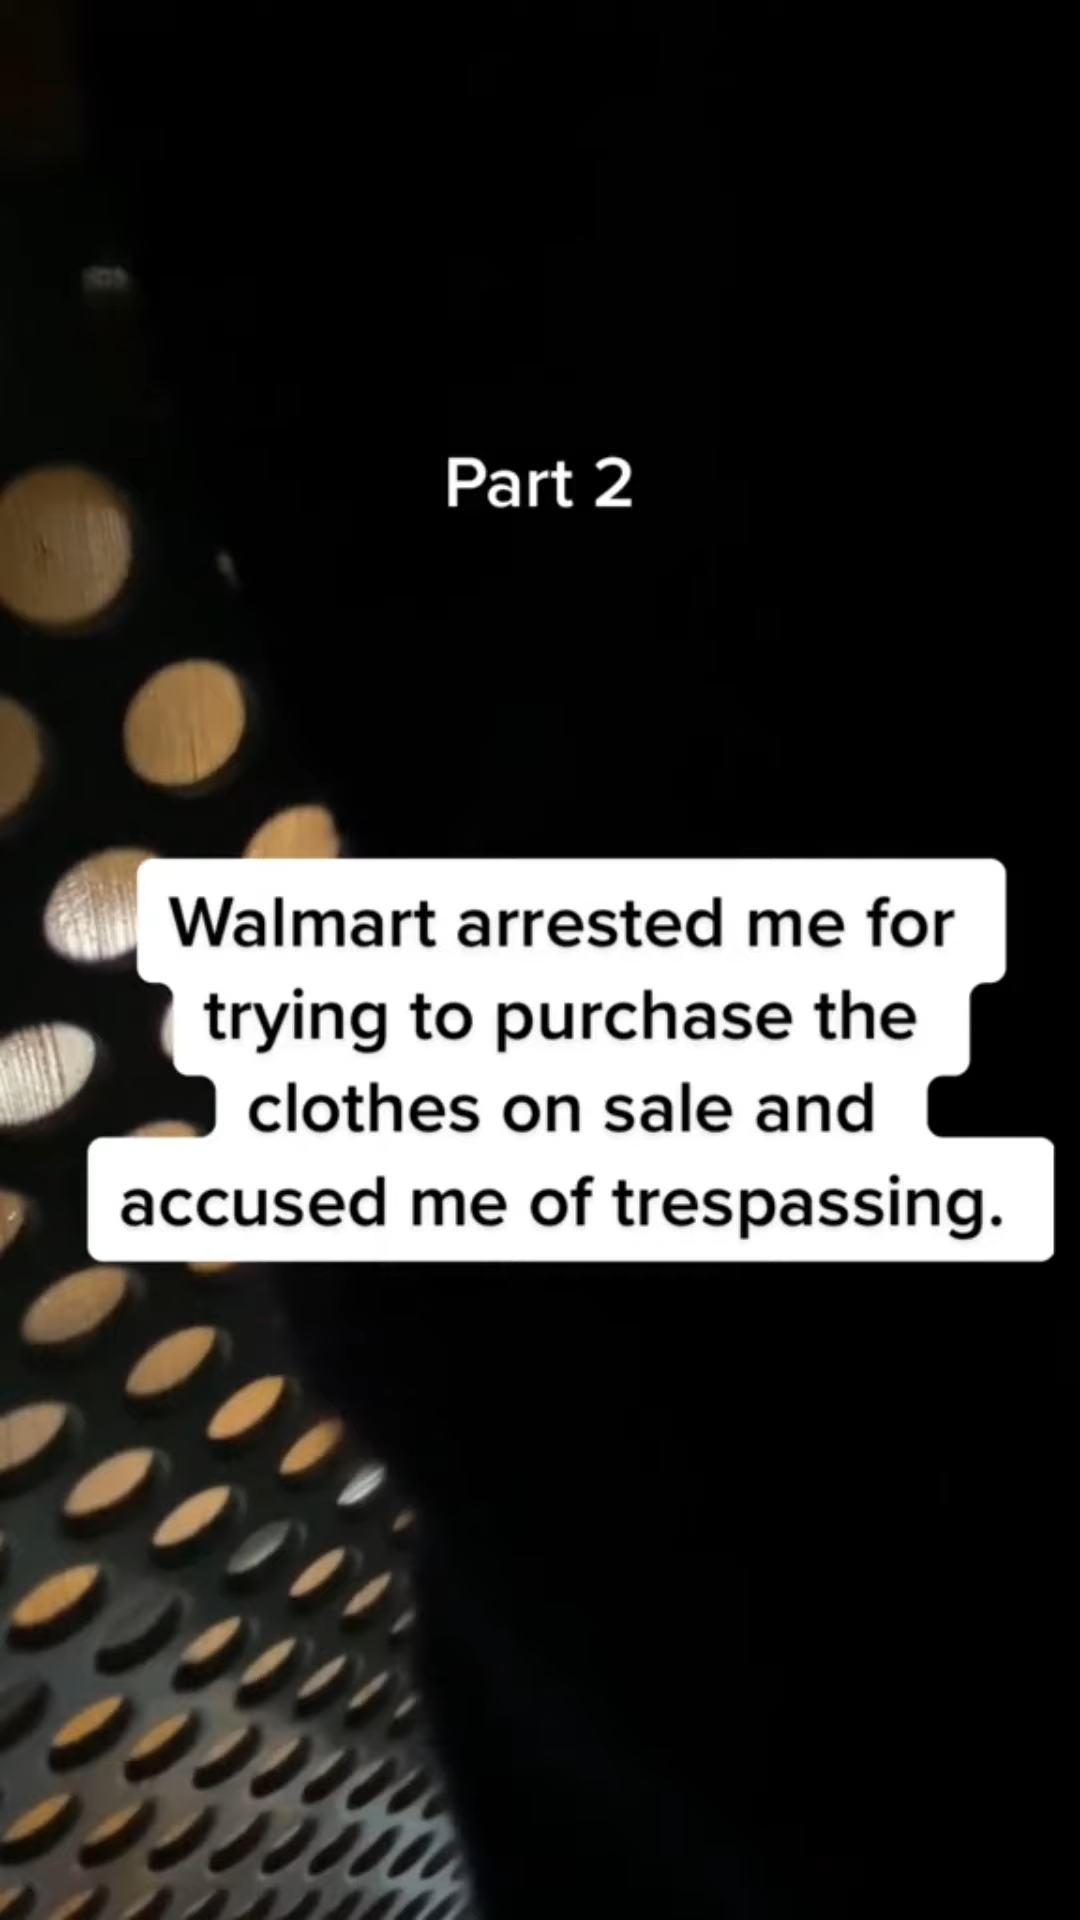 Part 2
Walmart arrested me for
trying to purchase the
clothes on sale and
accused me of trespassing.